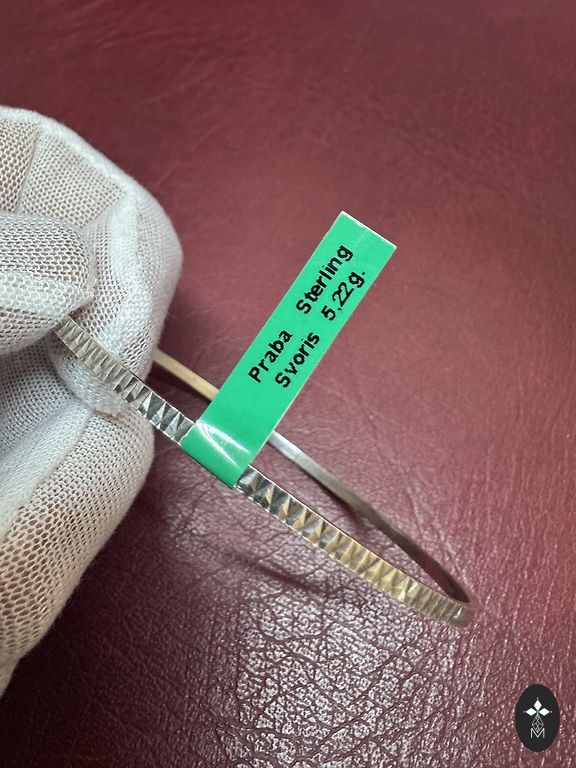 Praba Sterling
Svoris 5.22g.